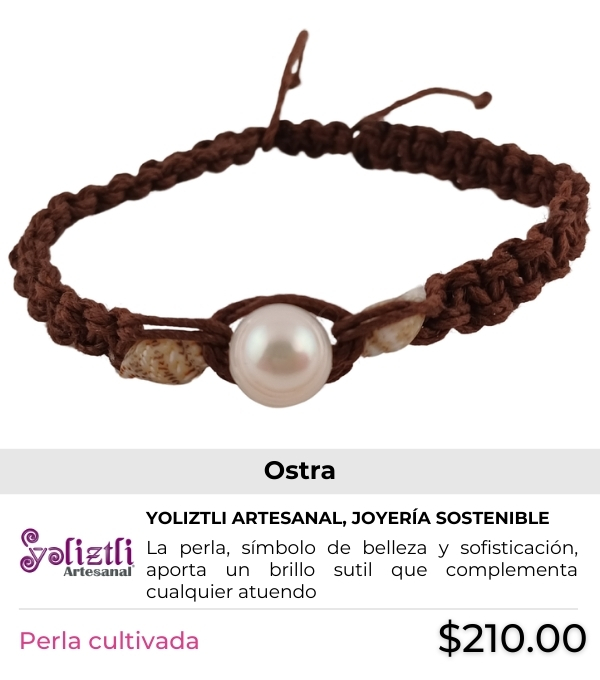 Ostra
YOLIZTLI ARTESANAL, JOYERÍA SOSTENIBLE
yoliztli
Artesanal
La perla, símbolo de belleza y sofisticación,
aporta un brillo sutil que complementa
cualquier atuendo
Perla cultivada
$210.00